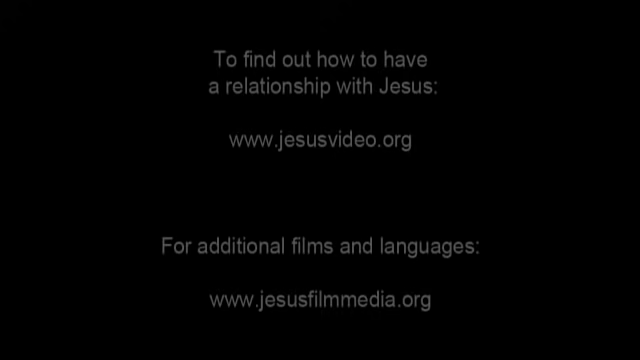 To find out how to have
a relationship with Jesus:
www.jesusvideo.org
For additional films and languages:
www.jesusfilmmedia.org